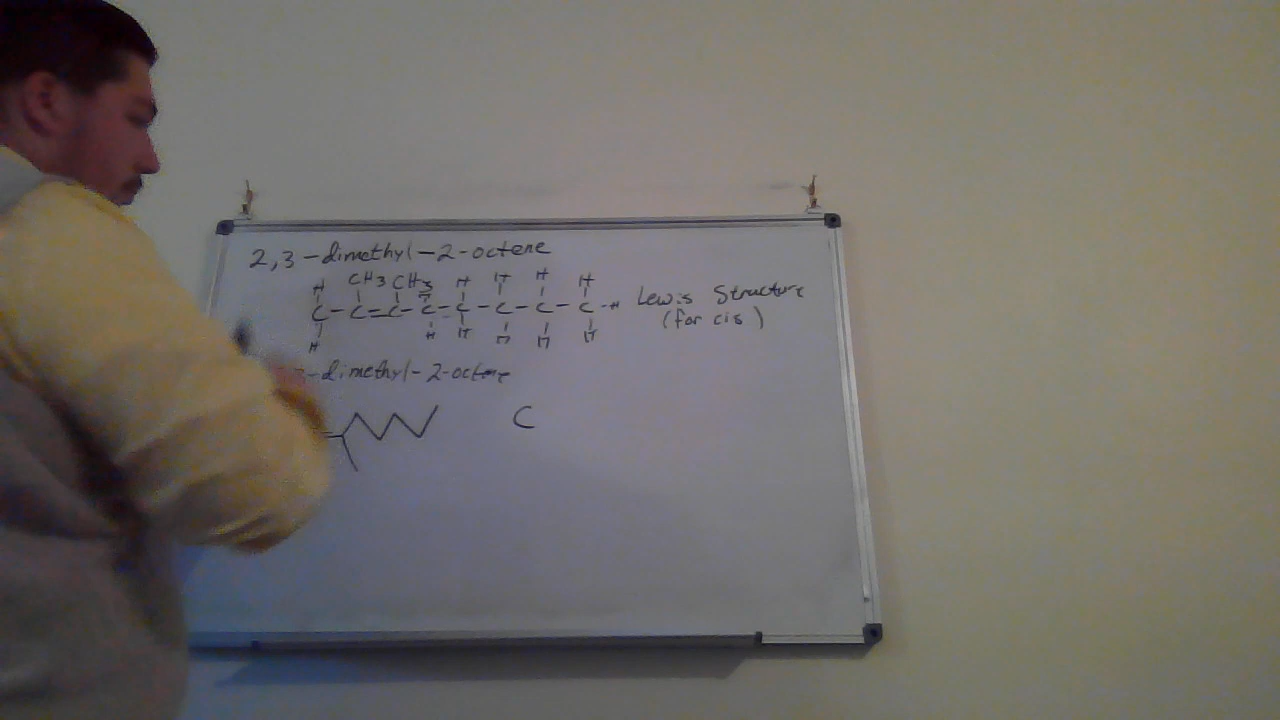 2,3-dimethyl-2-octene
H CH3 CH3 H H H H H
C-C=C-C-C-C-C-C-H Lewis Structure
H H H H H H (for cis)
3-dimethyl-2-octene
C